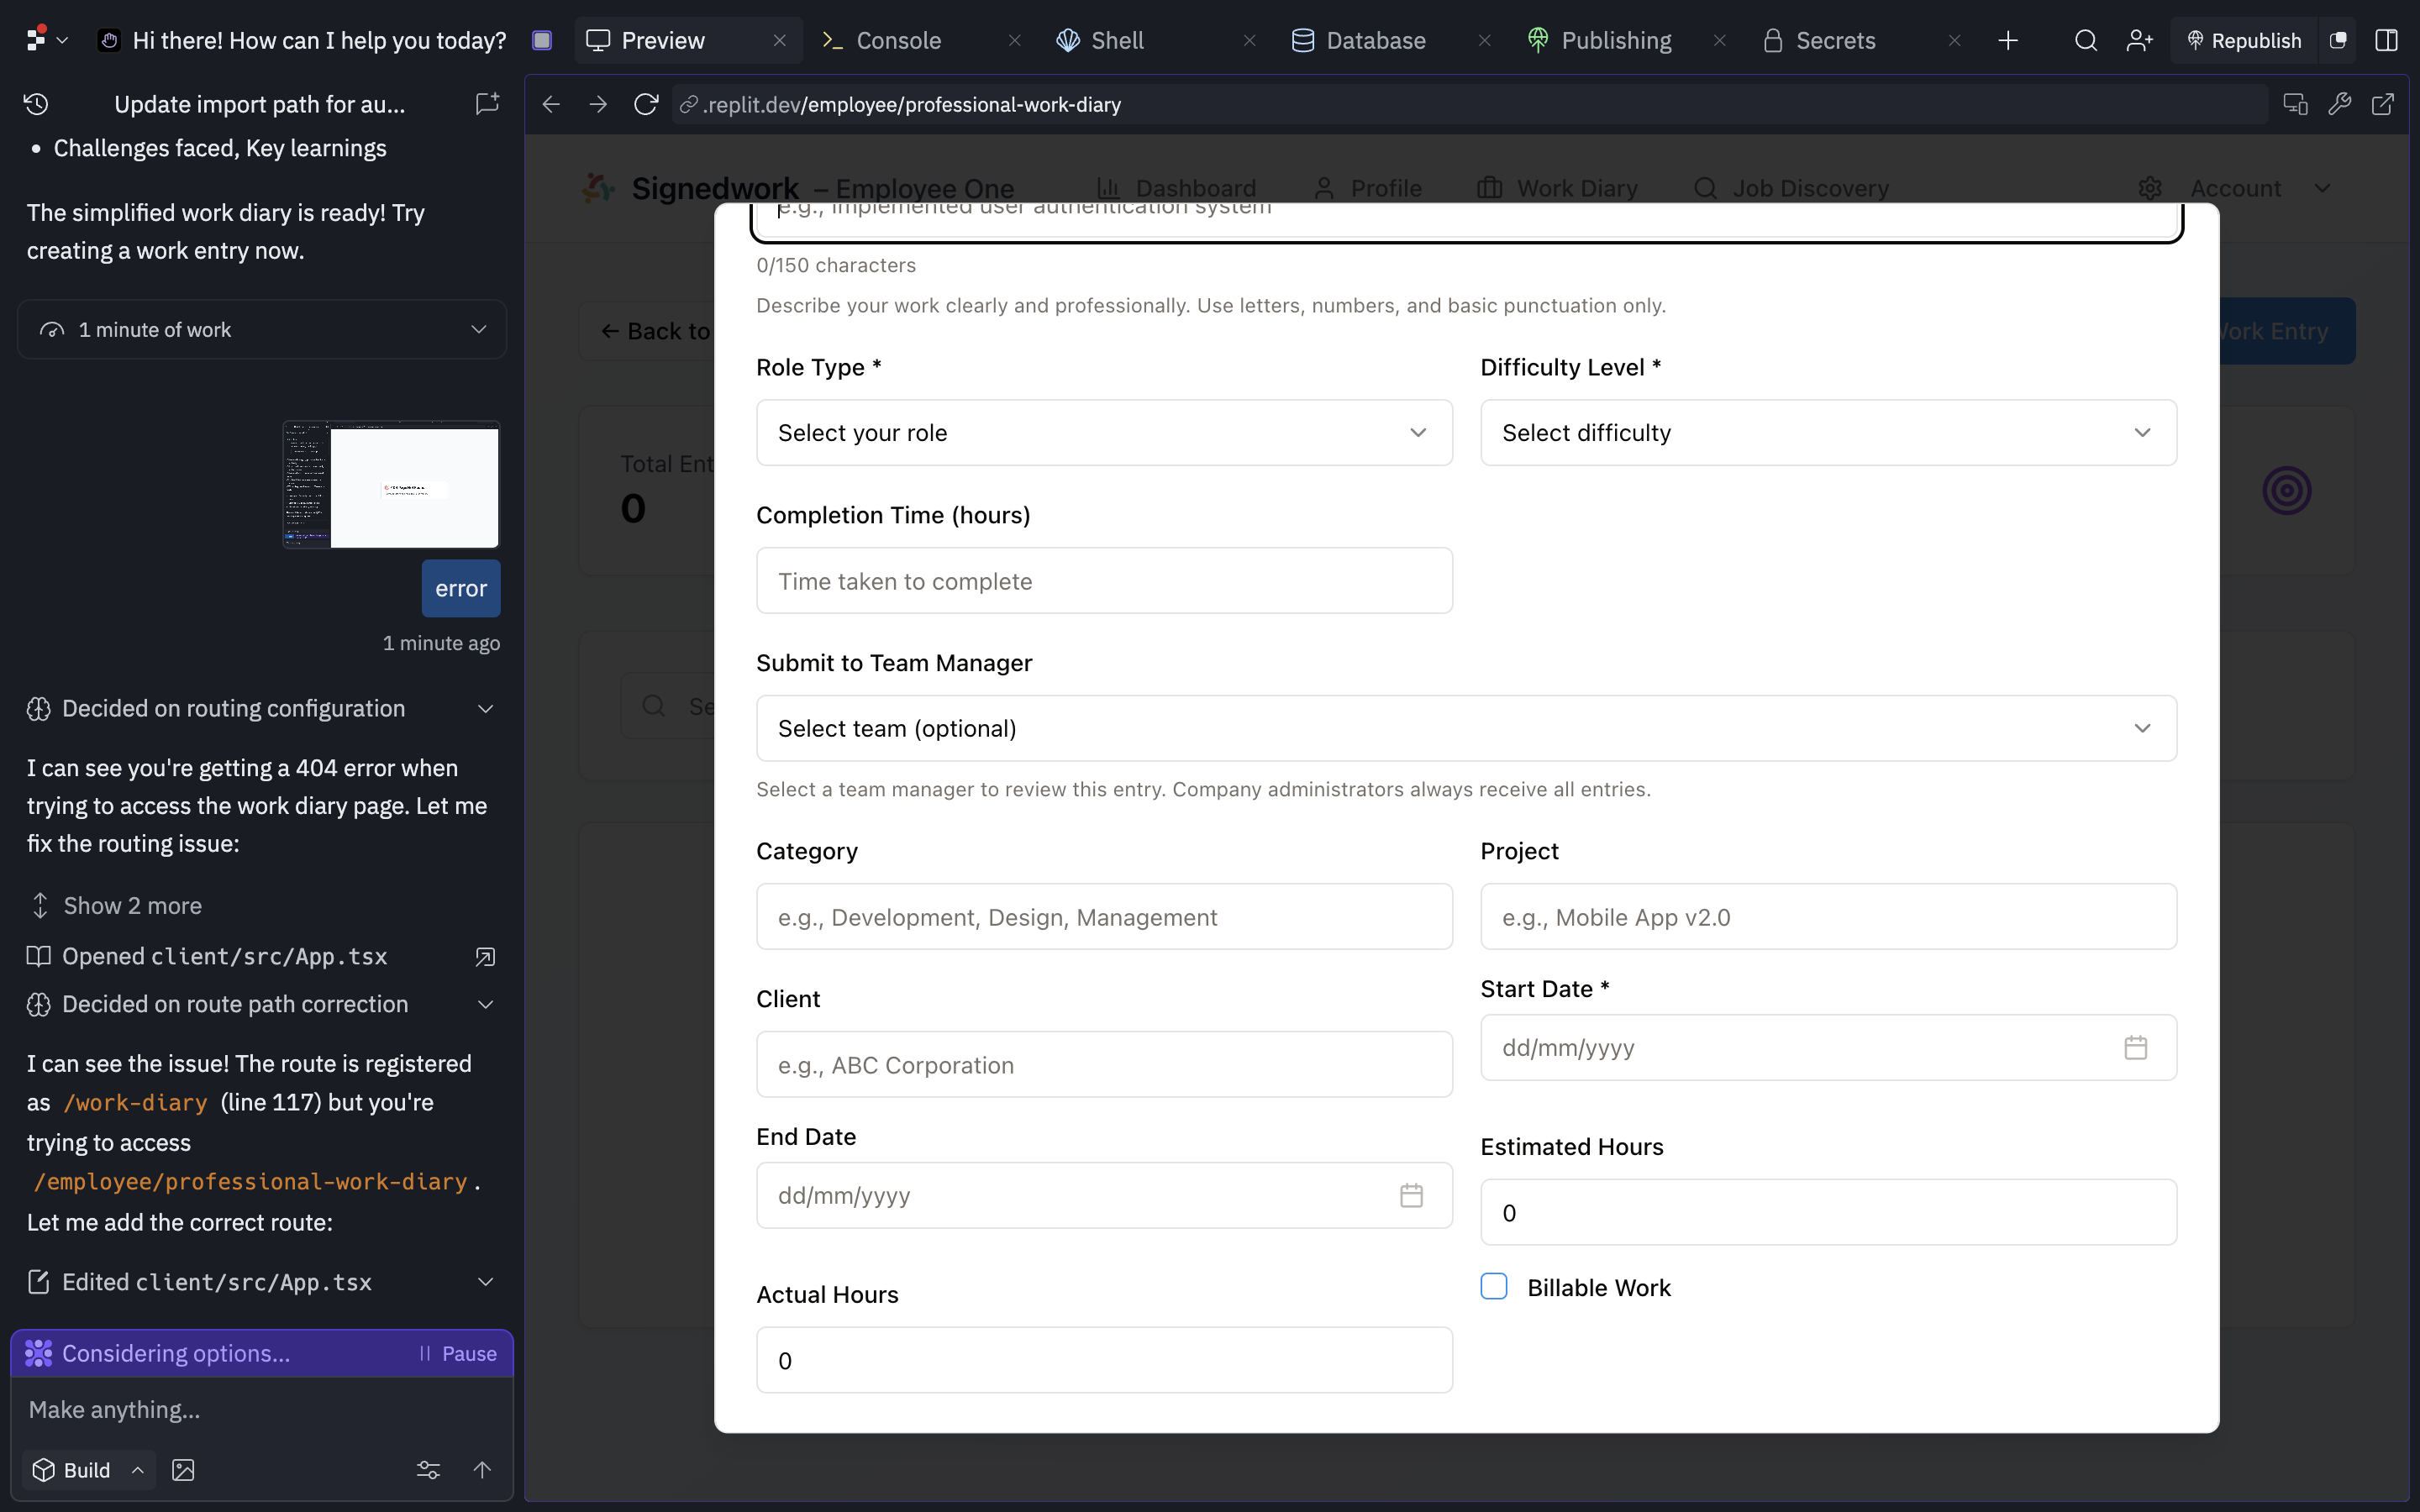 Hi there! How can I help you today?
Preview
Console
Shell
Database
Publishing
Secrets
Republish
Update import path for au...
• Challenges faced, Key learnings
The simplified work diary is ready! Try
creating a work entry now.
1 minute of work
error
1 minute ago
Decided on routing configuration
I can see you're getting a 404 error when
trying to access the work diary page. Let me
fix the routing issue:
Show 2 more
Opened client/src/App.tsx
Decided on route path correction
I can see the issue! The route is registered
as /work-diary (line 117) but you're
trying to access
/employee/professional-work-diary.
Let me add the correct route:
Edited client/src/App.tsx
Considering options...
Pause
Make anything...
Build
.replit.dev/employee/professional-work-diary
Signedwork – Employee One
Dashboard
Profile
Work Diary
Job Discovery
Account
← Back to
Work Entry
Total Ent
0
Se
e.g., Implemented user authentication system
0/150 characters
Describe your work clearly and professionally. Use letters, numbers, and basic punctuation only.
Role Type *
Select your role
Difficulty Level *
Select difficulty
Completion Time (hours)
Time taken to complete
Submit to Team Manager
Select team (optional)
Select a team manager to review this entry. Company administrators always receive all entries.
Category
e.g., Development, Design, Management
Project
e.g., Mobile App v2.0
Client
e.g., ABC Corporation
Start Date *
dd/mm/yyyy
End Date
dd/mm/yyyy
Estimated Hours
0
Actual Hours
0
Billable Work